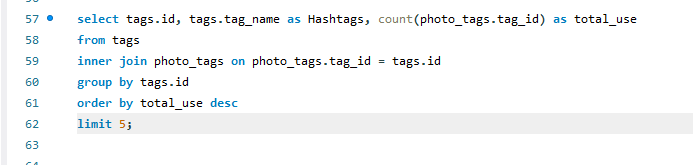 57 select tags.id, tags.tag_name as Hashtags, count(photo_tags.tag_id) as total_use
58 from tags
59 inner join photo_tags on photo_tags.tag_id = tags.id
60 group by tags.id
61 order by total_use desc
62 limit 5;
63